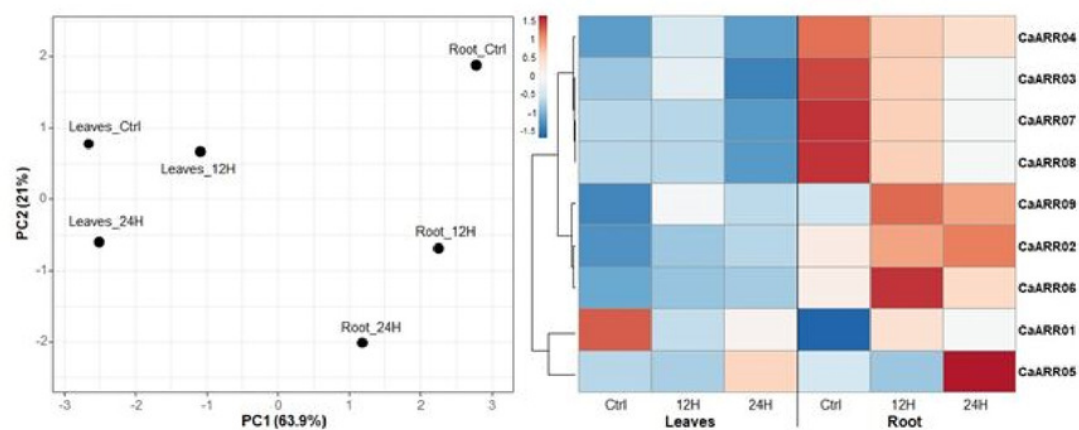 PC2 (21%)
2
1
0
-1
-2
Root_Ctrl
Leaves_Ctrl
Leaves_12H
Leaves_24H
Root_12H
Root_24H
-3 -2 -1 0 1 2 3
PC1 (63.9%)
1.5
1
0.5
0
-0.5
-1
-1.5
CaARR04
CaARR03
CaARR07
CaARR08
CaARR09
CaARR02
CaARR06
CaARR01
CaARR05
Ctrl 12H 24H Ctrl 12H 24H
Leaves Root